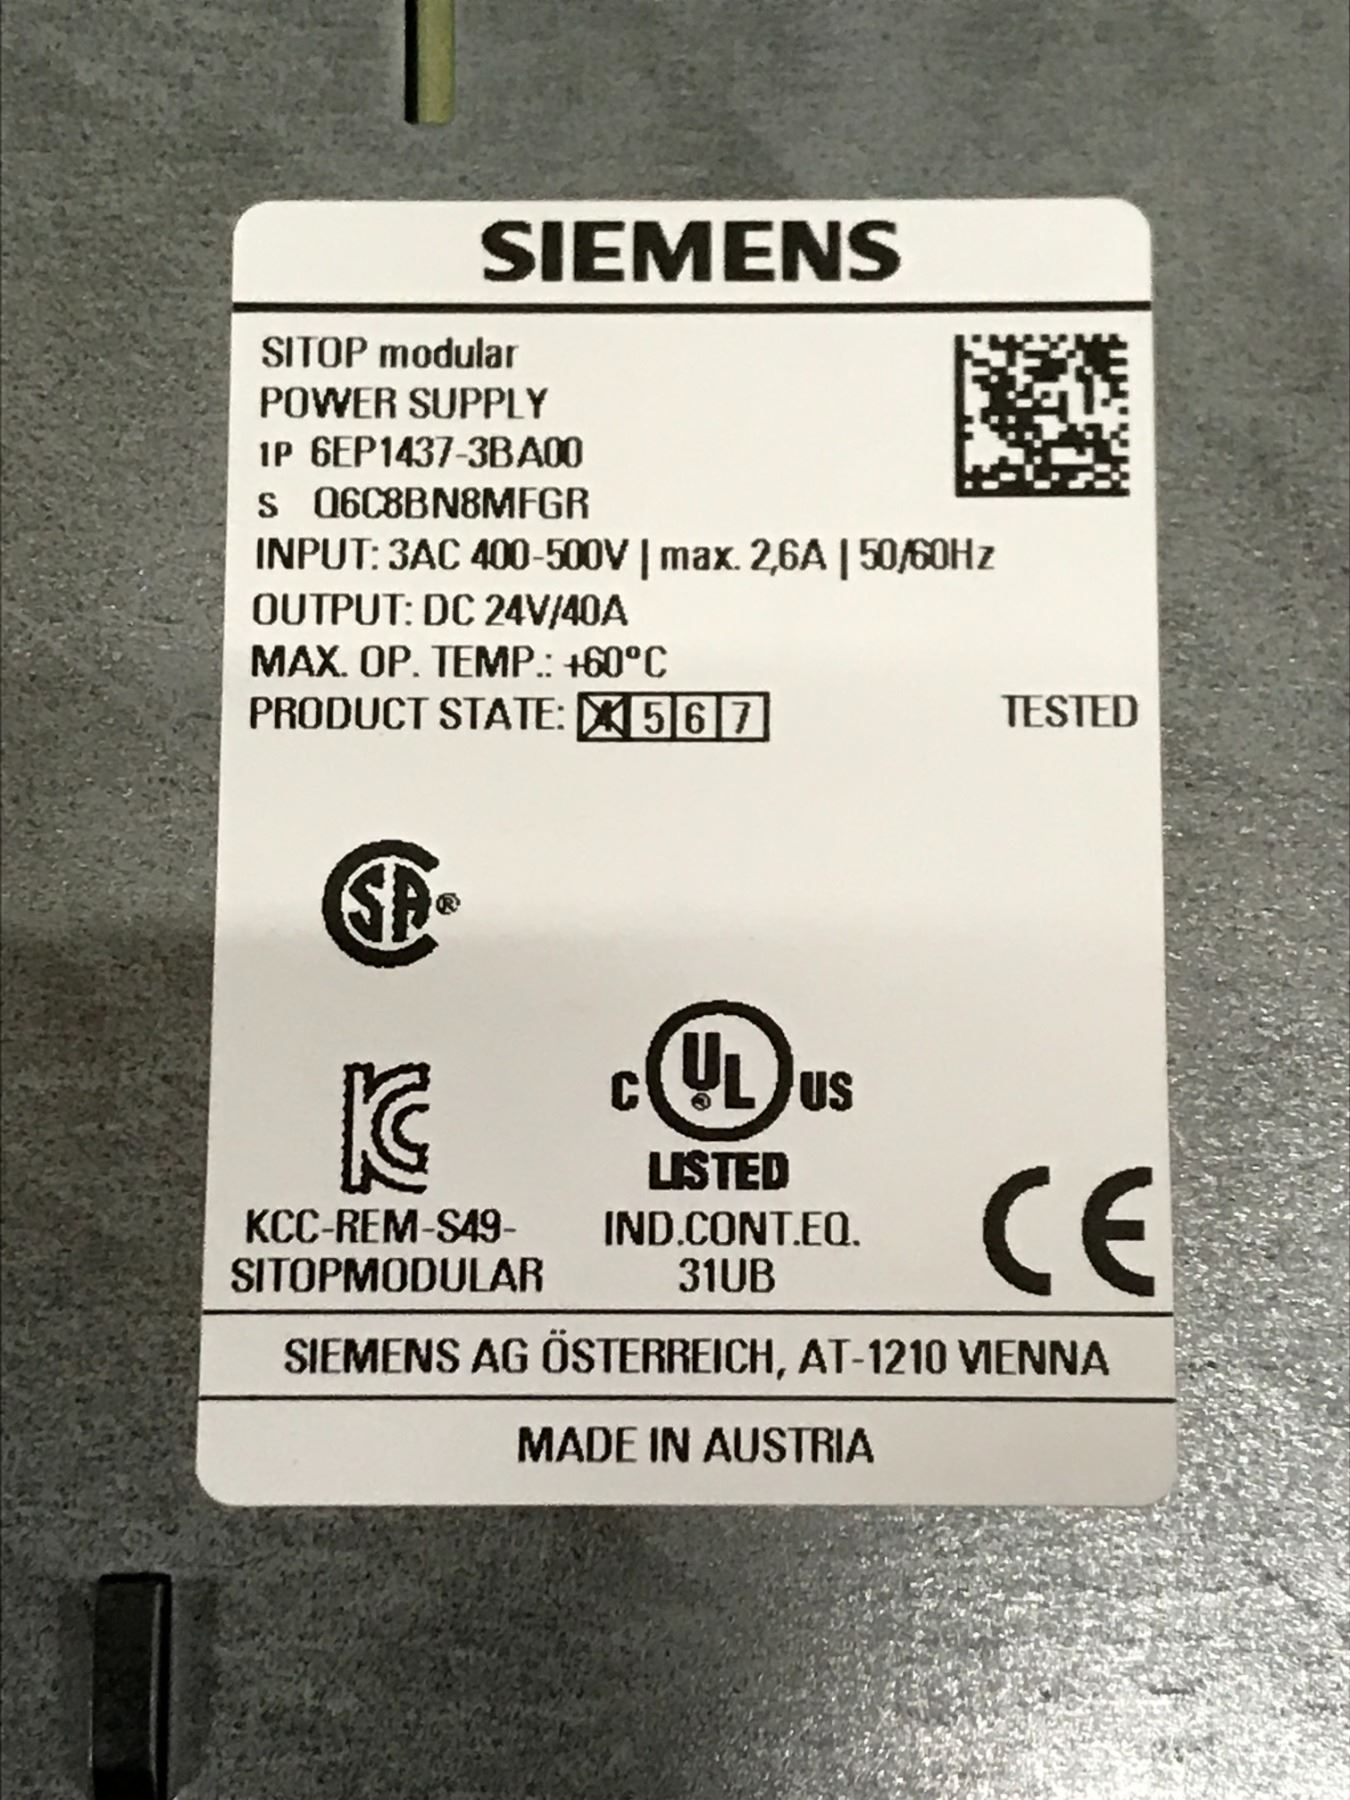 SIEMENS
SITOP modular
POWER SUPPLY
1P 6EP1437-3BA00
S Q6C8BN8MFGR
INPUT: 3AC 400-500V | max. 2,6A | 50/60Hz
OUTPUT: DC 24V/40A
MAX. OP. TEMP.: +60°C
PRODUCT STATE: 4 5 6 7 TESTED
CSA®
C UL® US
LISTED
KC
KCC-REM-S49-
SITOPMODULAR
IND.CONT.EQ.
31UB
CE
SIEMENS AG ÖSTERREICH, AT-1210 VIENNA
MADE IN AUSTRIA